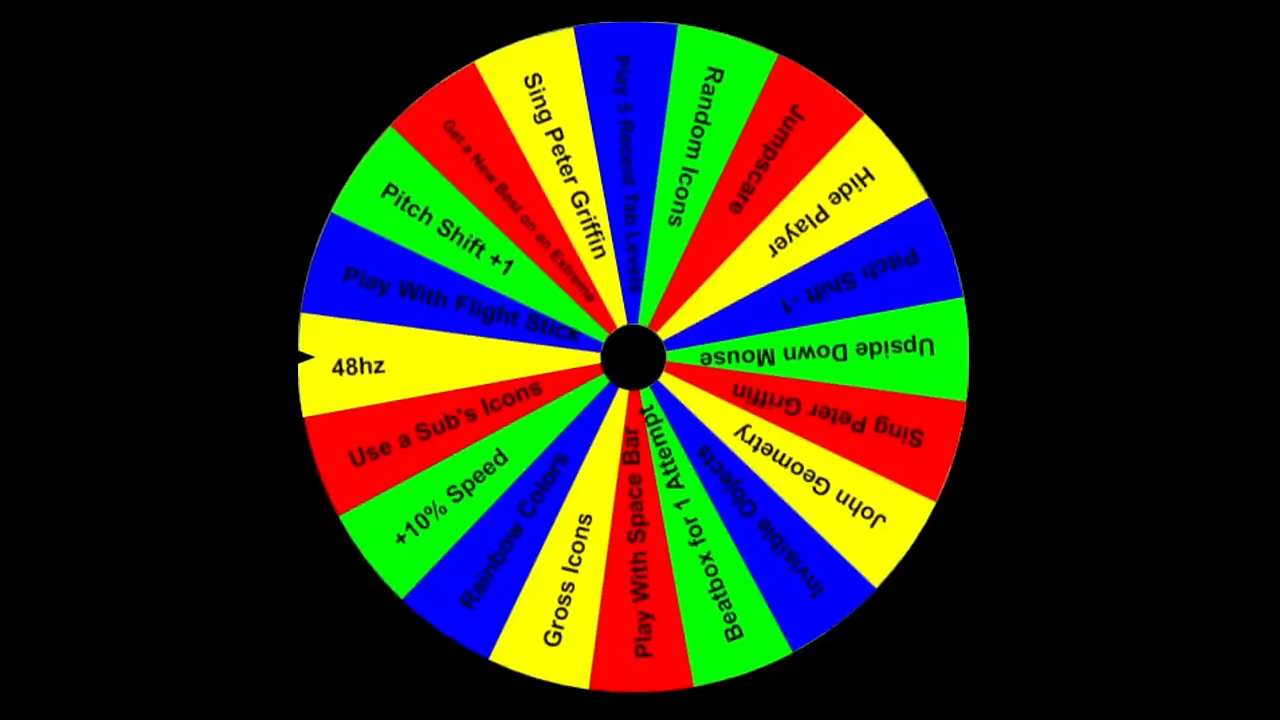 Play 5 Recent Tab Levels
Random Icons
Jumpscare
Hide Player
Pitch Shift -1
Upside Down Mouse
Sing Peter Griffin
John Geometry
Invisible Objects
Beatbox for 1 Attempt
Play With Space Bar
Gross Icons
Rainbow Colors
+10% Speed
Use a Sub's Icons
48hz
Play With Flight Stick
Pitch Shift +1
Get a New Best on an Extreme
Sing Peter Griffin